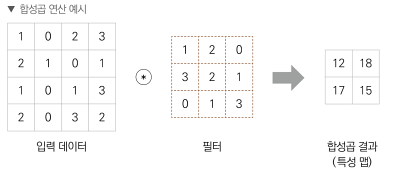 ▼ 합성곱 연산 예시
1 0 2 3
2 1 0 1
1 0 1 3
2 0 3 2
*
1 2 0
3 2 1
0 1 3
12 18
17 15
입력 데이터
필터
합성곱 결과
(특성 맵)